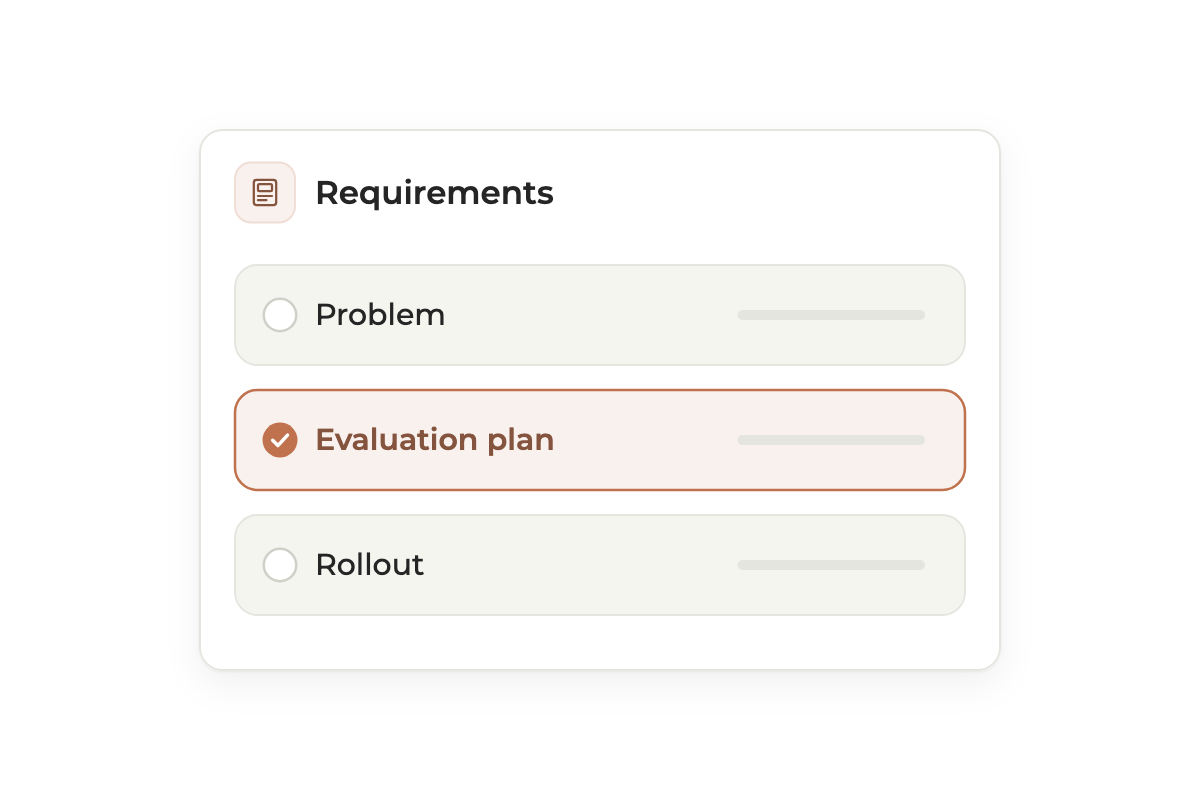 Requirements
Problem
Evaluation plan
Rollout